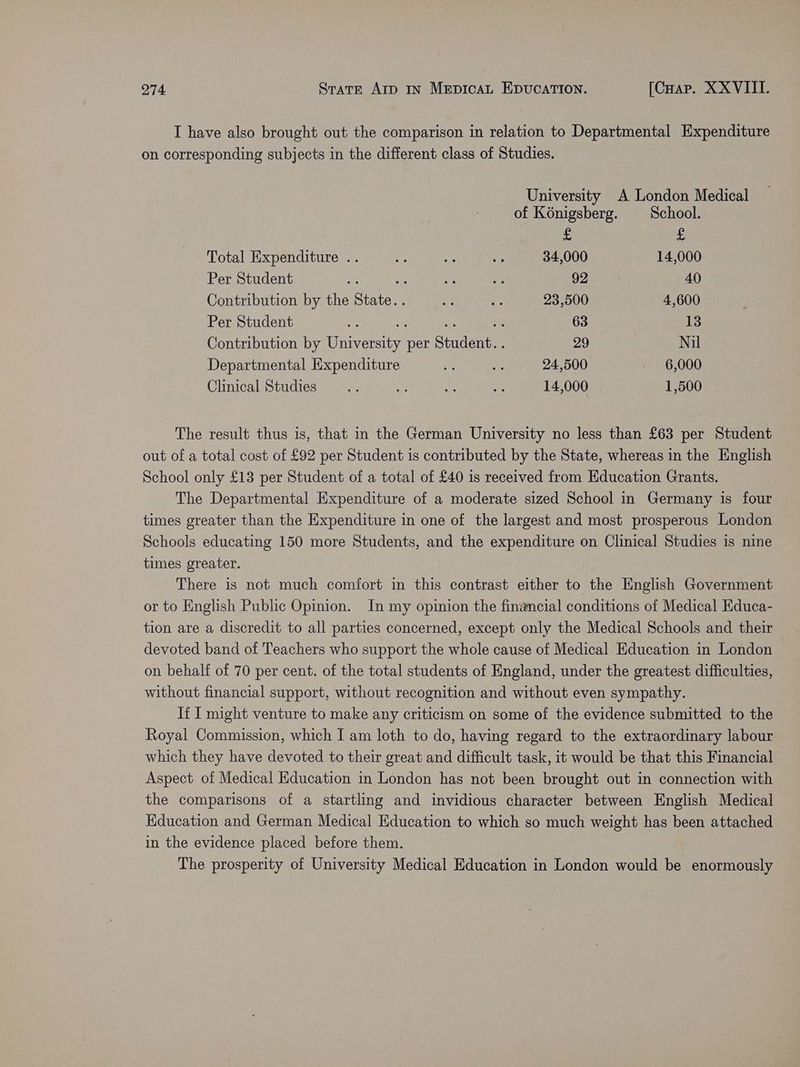 274 State Aid in Medical Education. [Chap. XXVIII.
I have also brought out the comparison in relation to Departmental Expenditure
on corresponding subjects in the different class of Studies.
University A London Medical
of Königsberg. School.
£ £
Total Expenditure .. .. .. .. 34,000 14,000
Per Student .. .. .. .. 92 40
Contribution by the State.. .. .. 23,500 4,600
Per Student .. .. .. .. 63 13
Contribution by University per Student.. 29 Nil
Departmental Expenditure .. .. 24,500 6,000
Clinical Studies .. .. .. .. 14,000 1,500
The result thus is, that in the German University no less than £63 per Student
out of a total cost of £92 per Student is contributed by the State, whereas in the English
School only £13 per Student of a total of £40 is received from Education Grants.
The Departmental Expenditure of a moderate sized School in Germany is four
times greater than the Expenditure in one of the largest and most prosperous London
Schools educating 150 more Students, and the expenditure on Clinical Studies is nine
times greater.
There is not much comfort in this contrast either to the English Government
or to English Public Opinion. In my opinion the financial conditions of Medical Educa-
tion are a discredit to all parties concerned, except only the Medical Schools and their
devoted band of Teachers who support the whole cause of Medical Education in London
on behalf of 70 per cent. of the total students of England, under the greatest difficulties,
without financial support, without recognition and without even sympathy.
If I might venture to make any criticism on some of the evidence submitted to the
Royal Commission, which I am loth to do, having regard to the extraordinary labour
which they have devoted to their great and difficult task, it would be that this Financial
Aspect of Medical Education in London has not been brought out in connection with
the comparisons of a startling and invidious character between English Medical
Education and German Medical Education to which so much weight has been attached
in the evidence placed before them.
The prosperity of University Medical Education in London would be enormously